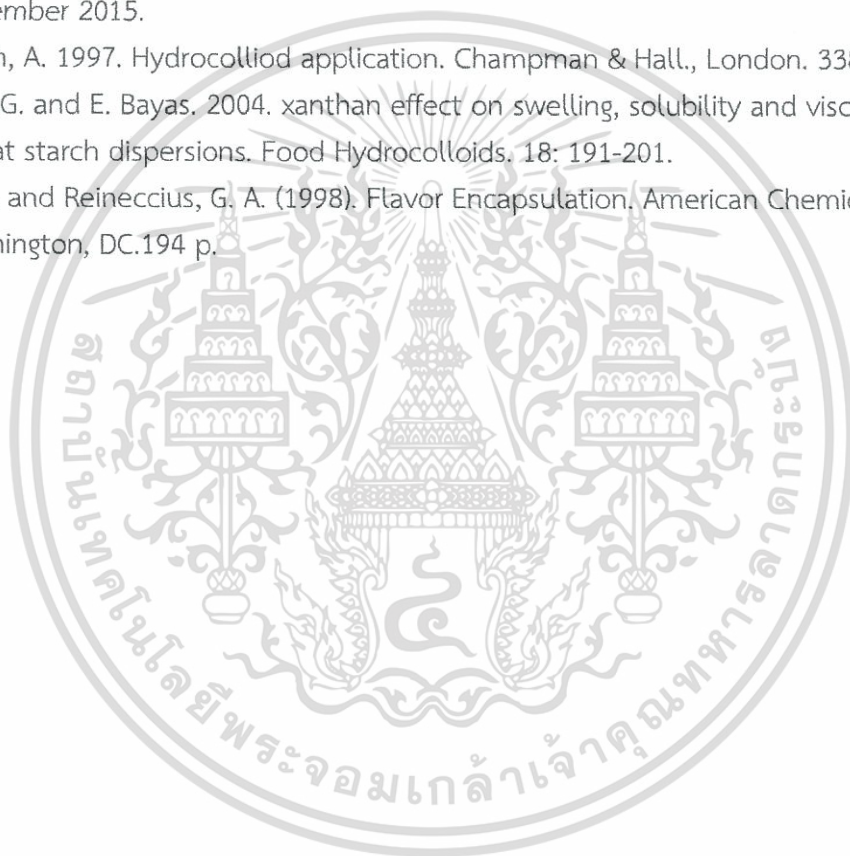 ember 2015.
n, A. 1997. Hydrocolliod application. Champman & Hall., London. 338
G. and E. Bayas. 2004. xanthan effect on swelling, solubility and visc
at starch dispersions. Food Hydrocolloids. 18: 191-201.
and Reineccius, G. A. (1998). Flavor Encapsulation. American Chemic
hington, DC.194 p.
สถาบันเทคโนโลยีพระจอมเกล้าเจ้าคุณทหารลาดกระบัง